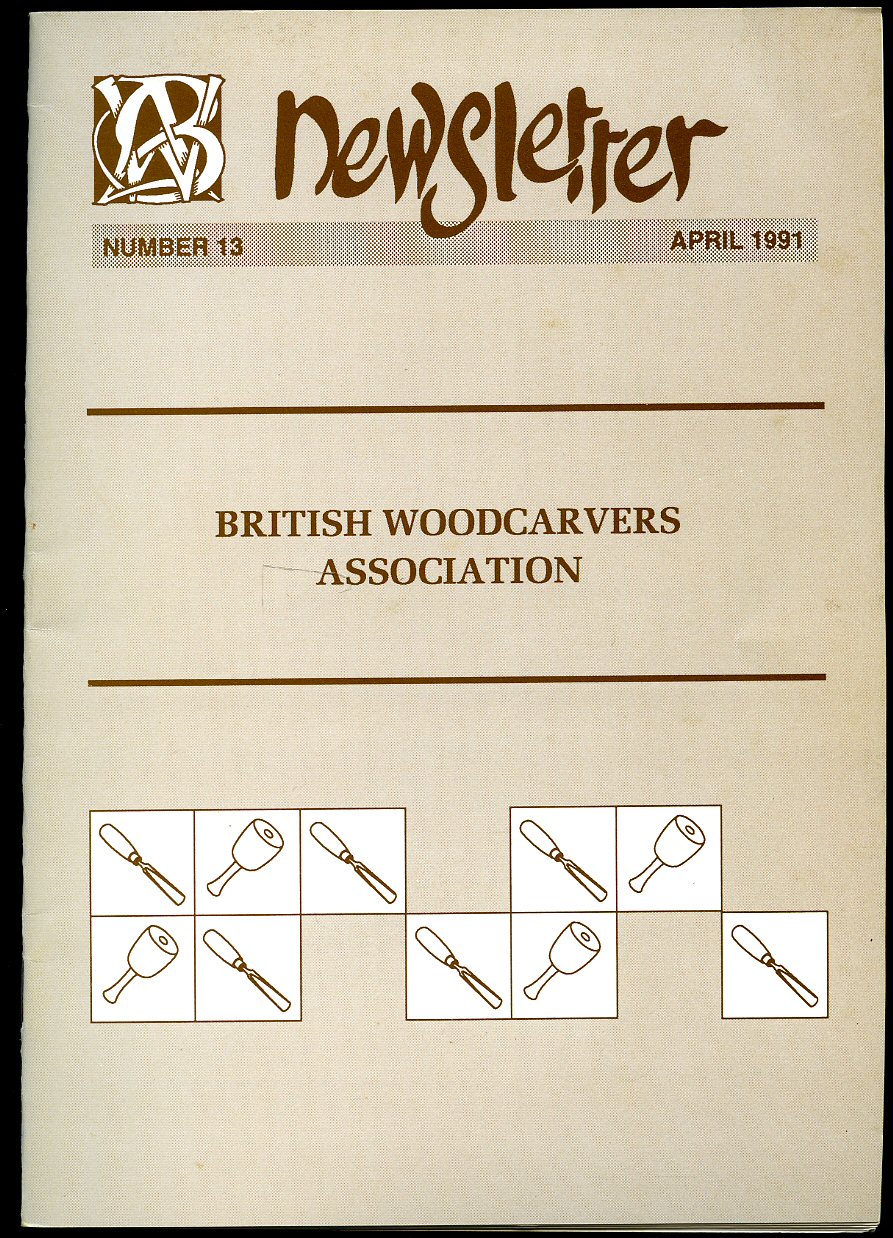 newsletter
NUMBER 13 APRIL 1991
BRITISH WOODCARVERS
ASSOCIATION